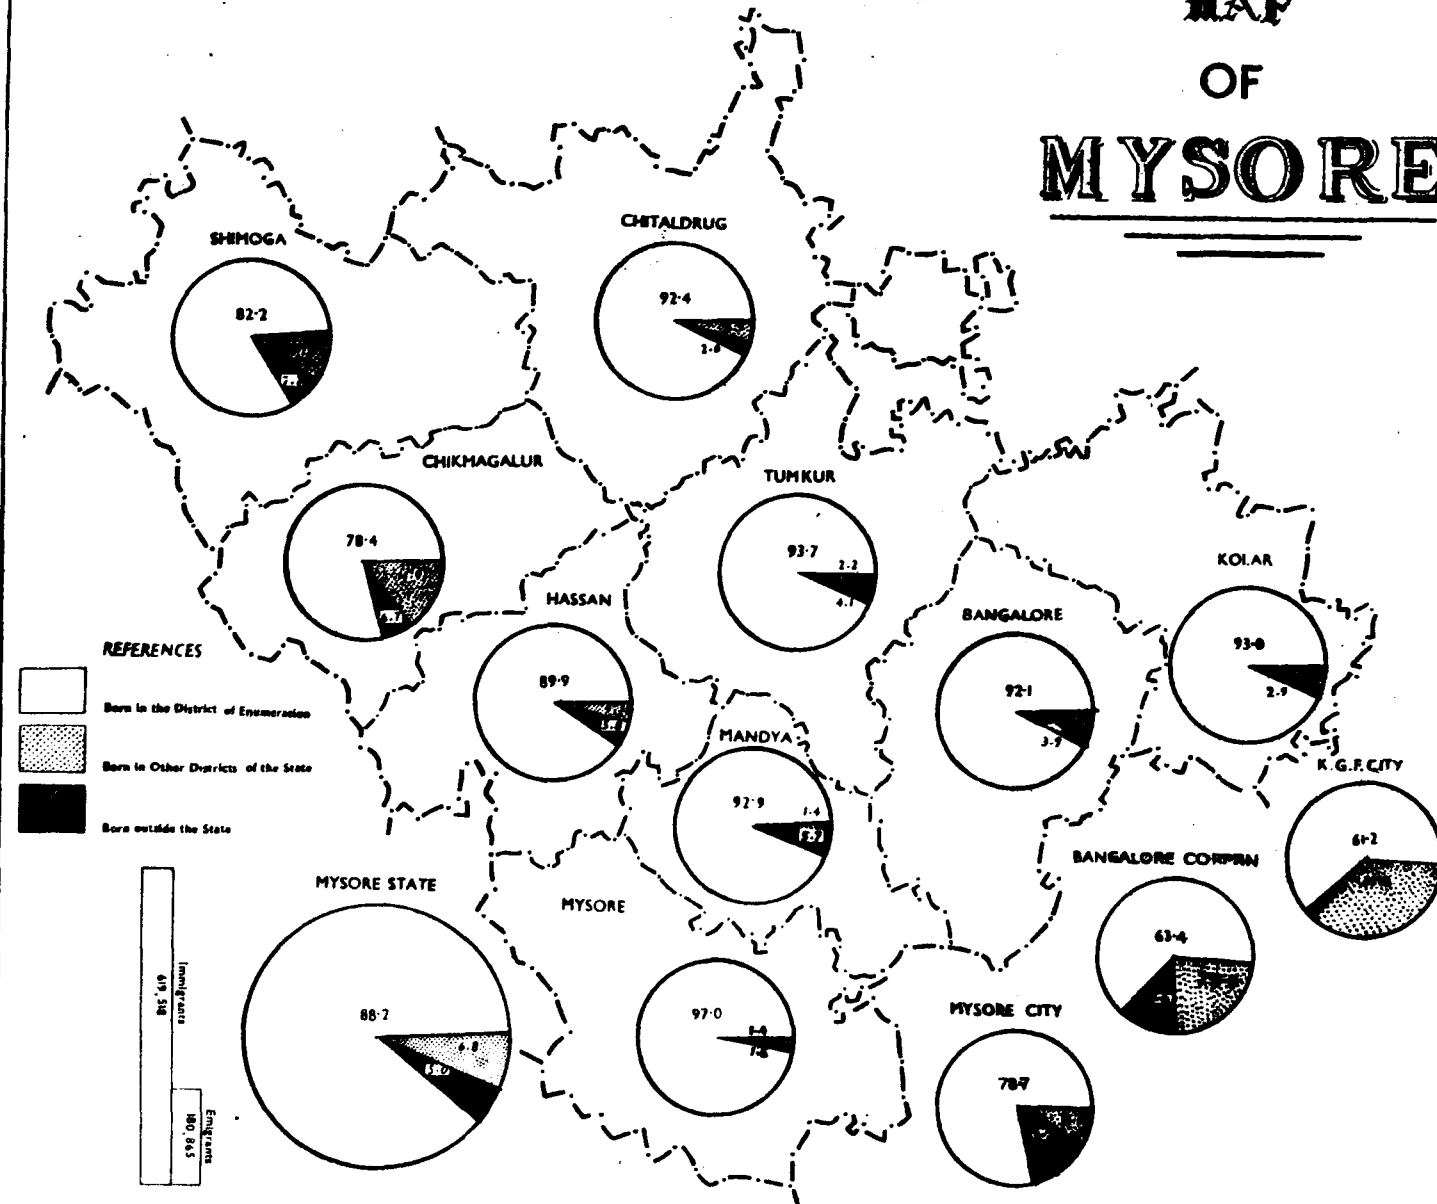 MAP
OF
MYSORE
SHIMOGA
82·2
CHITALDRUG
92·4
2·6
CHIKMAGALUR
78·4
TUMKUR
93·7
2·2
4·1
KOLAR
93·0
2·9
HASSAN
89·9
BANGALORE
92·1
3·9
REFERENCES
Born in the District of Enumeration
Born in Other Districts of the State
Born outside the State
MANDYA
92·9
1·4
K.G.F. CITY
61·2
BANGALORE CORPRN
63·4
MYSORE STATE
88·2
6·8
5·0
MYSORE
97·0
MYSORE CITY
78·7
Immigrants
619,518
Emigrants
180,865